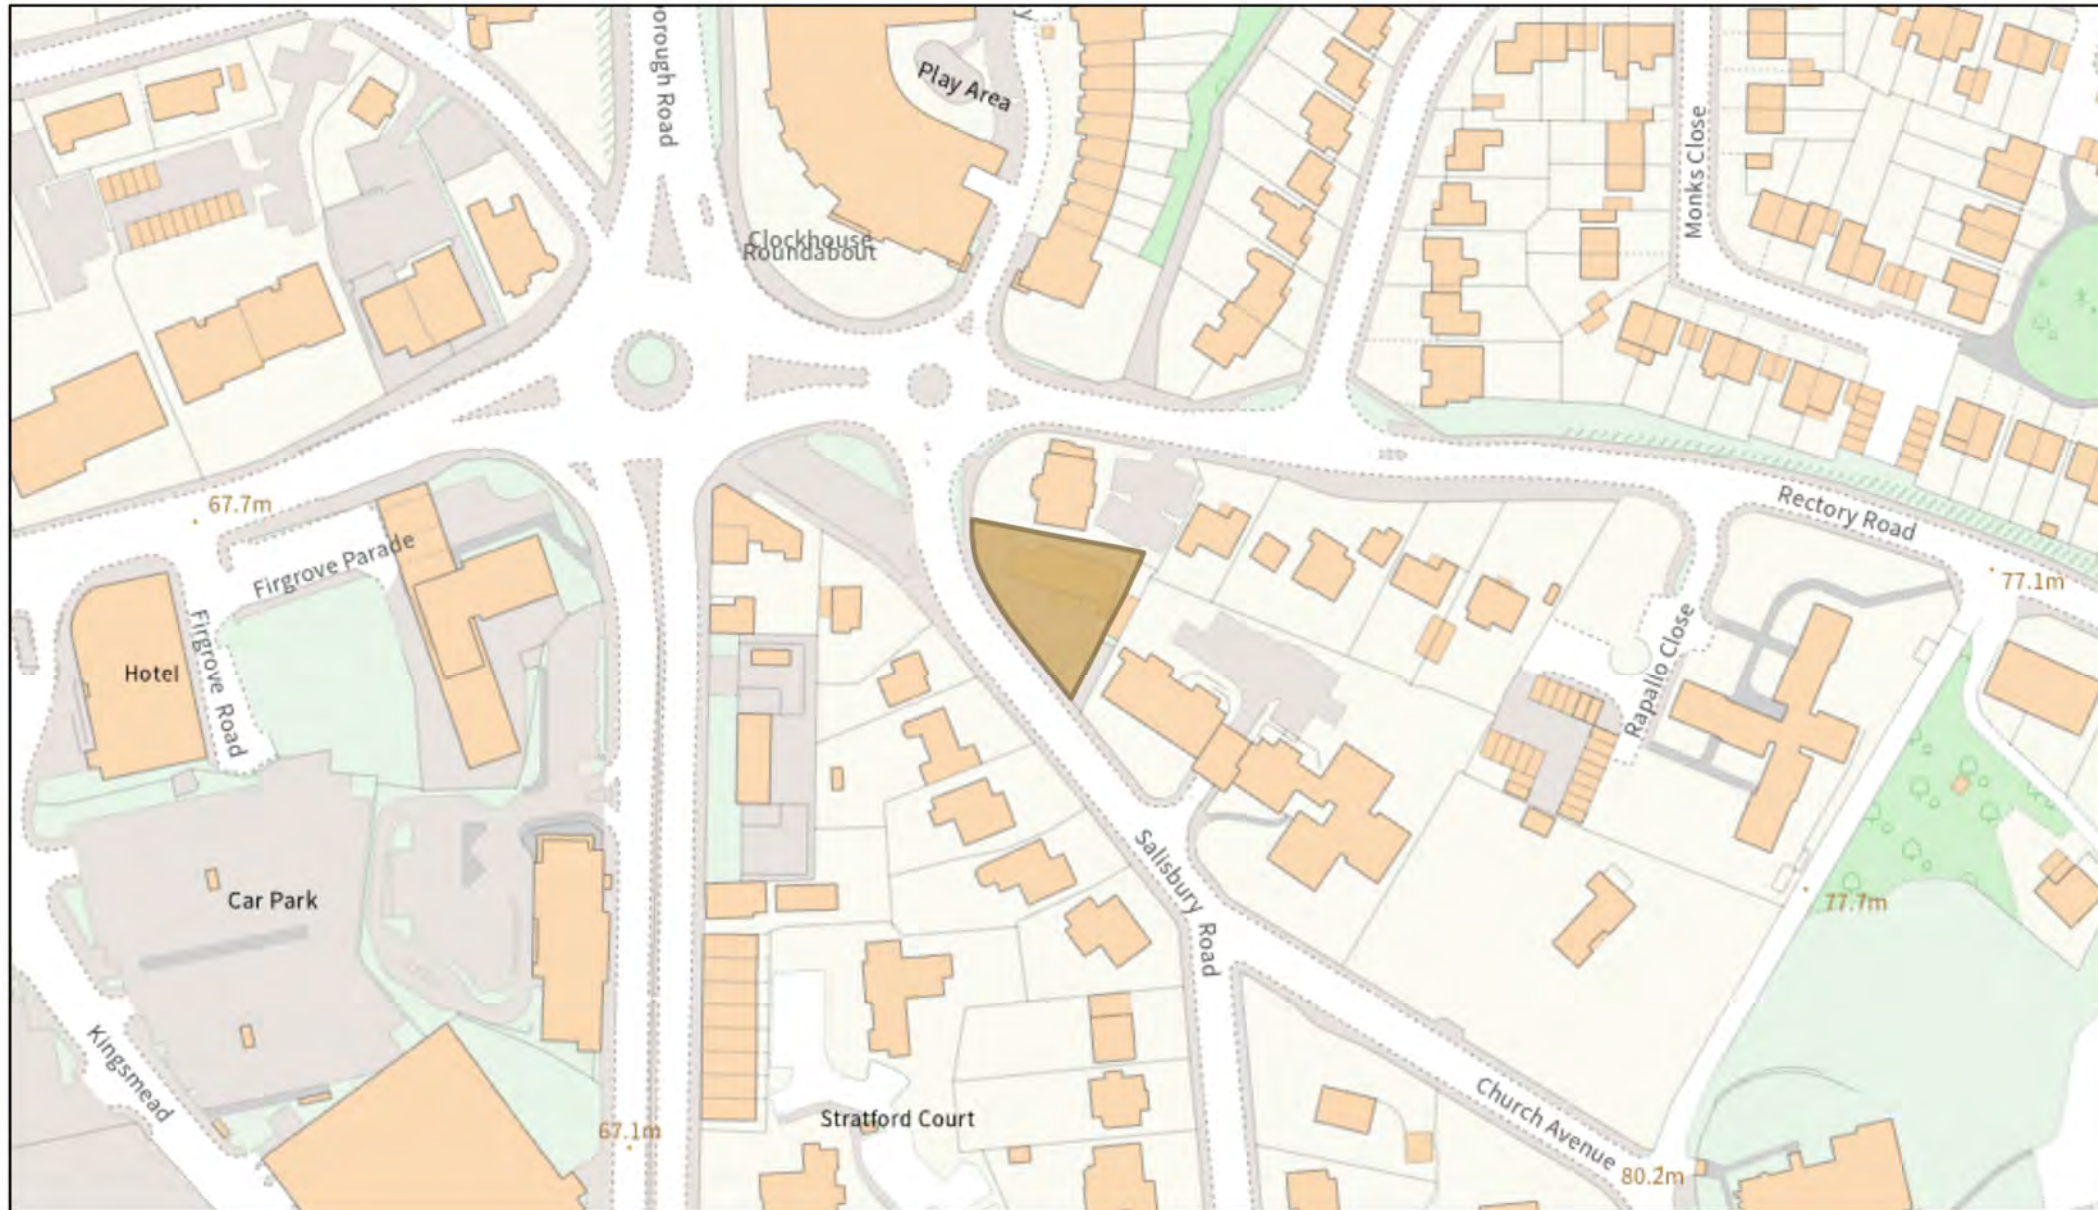 orough Road
Play Area
Monks Close
Clockhouse
Roundabout
67.7m
Firgrove Parade
Rectory Road
77.1m
Hotel
Firgrove Road
Rapallo Close
Salisbury Road
Car Park
77.7m
Kingsmead
67.1m
Stratford Court
Church Avenue
80.2m